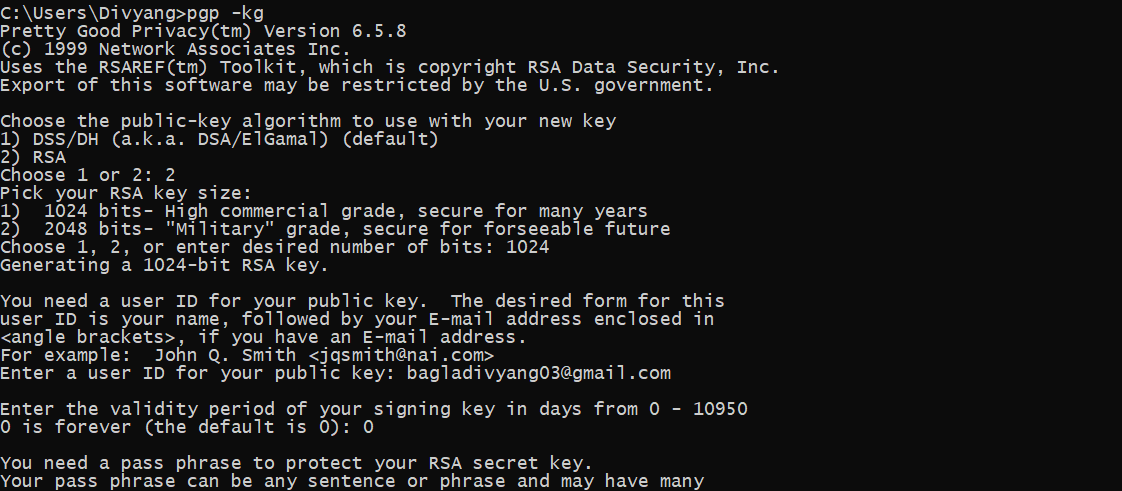 C:\Users\Divyang>pgp -kg
Pretty Good Privacy(tm) Version 6.5.8
(c) 1999 Network Associates Inc.
Uses the RSAREF(tm) Toolkit, which is copyright RSA Data Security, Inc.
Export of this software may be restricted by the U.S. government.
Choose the public-key algorithm to use with your new key
1) DSS/DH (a.k.a. DSA/ElGamal) (default)
2) RSA
Choose 1 or 2: 2
Pick your RSA key size:
1)  1024 bits- High commercial grade, secure for many years
2)  2048 bits- "Military" grade, secure for forseeable future
Choose 1, 2, or enter desired number of bits: 1024
Generating a 1024-bit RSA key.
You need a user ID for your public key.  The desired form for this
user ID is your name, followed by your E-mail address enclosed in
<angle brackets>, if you have an E-mail address.
For example:  John Q. Smith <jqsmith@nai.com>
Enter a user ID for your public key: bagladivyang03@gmail.com
Enter the validity period of your signing key in days from 0 - 10950
0 is forever (the default is 0): 0
You need a pass phrase to protect your RSA secret key.
Your pass phrase can be any sentence or phrase and may have many